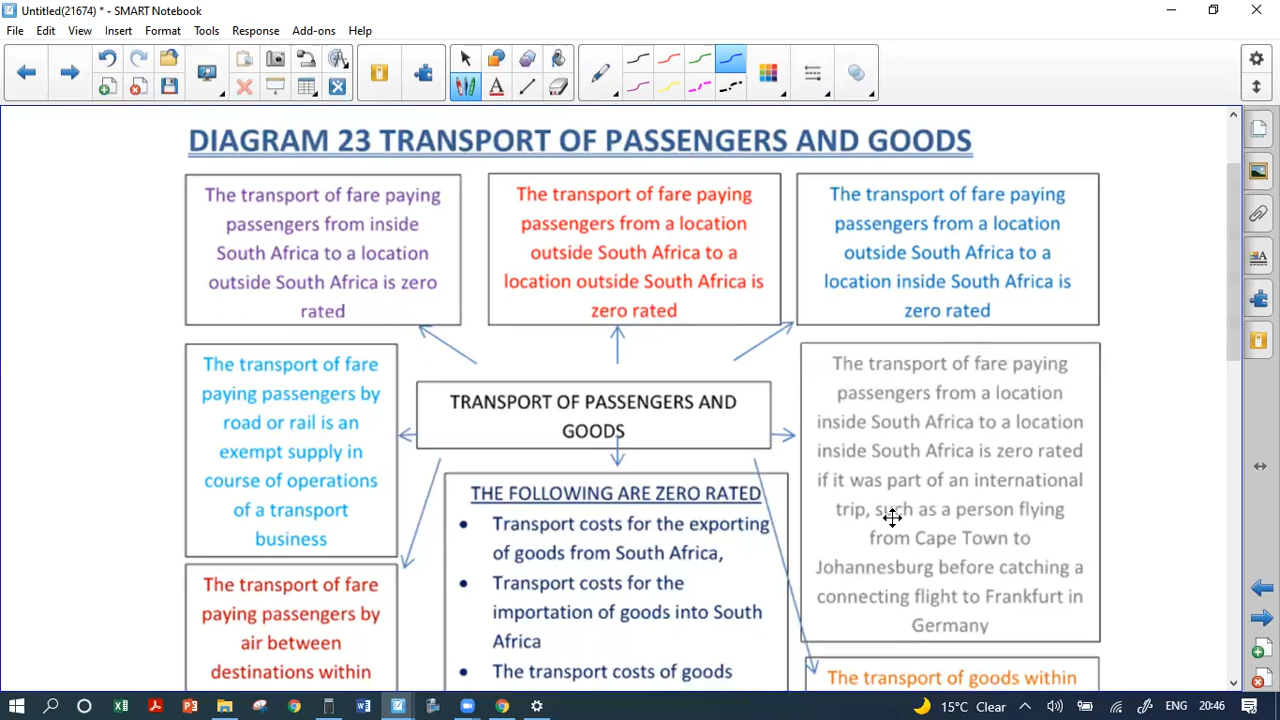 Untitled(21674) * - SMART Notebook
File Edit View Insert Format Tools Response Add-ons Help
DIAGRAM 23 TRANSPORT OF PASSENGERS AND GOODS
The transport of fare paying
passengers from inside
South Africa to a location
outside South Africa is zero
rated
The transport of fare paying
passengers from a location
outside South Africa to a
location outside South Africa is
zero rated
The transport of fare paying
passengers from a location
outside South Africa to a
location inside South Africa is
zero rated
The transport of fare
paying passengers by
road or rail is an
exempt supply in
course of operations
of a transport
business
TRANSPORT OF PASSENGERS AND
GOODS
The transport of fare paying
passengers from a location
inside South Africa to a location
inside South Africa is zero rated
if it was part of an international
trip, such as a person flying
from Cape Town to
Johannesburg before catching a
connecting flight to Frankfurt in
Germany
THE FOLLOWING ARE ZERO RATED
• Transport costs for the exporting
of goods from South Africa,
• Transport costs for the
importation of goods into South
Africa
• The transport costs of goods
The transport of fare
paying passengers by
air between
destinations within
The transport of goods within
15°C Clear ENG 20:46